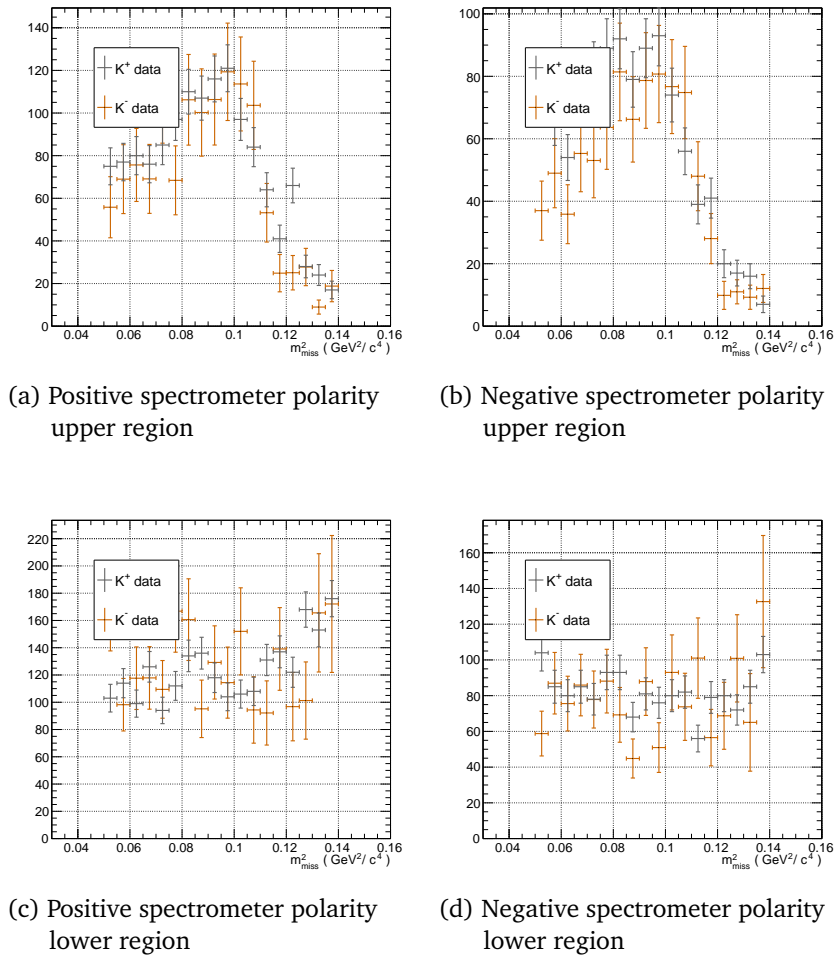 140
120
100
80
60
40
20
0
K+ data
K- data
0.04 0.06 0.08 0.1 0.12 0.14 0.16
m²miss ( GeV²/ c⁴)
(a) Positive spectrometer polarity
upper region
100
80
60
40
20
0
K+ data
K- data
0.04 0.06 0.08 0.1 0.12 0.14 0.16
m²miss ( GeV²/ c⁴)
(b) Negative spectrometer polarity
upper region
220
200
180
160
140
120
100
80
60
40
20
0
K+ data
K- data
0.04 0.06 0.08 0.1 0.12 0.14 0.16
m²miss ( GeV²/ c⁴)
(c) Positive spectrometer polarity
lower region
160
140
120
100
80
60
40
20
0
K+ data
K- data
0.04 0.06 0.08 0.1 0.12 0.14 0.16
m²miss ( GeV²/ c⁴)
(d) Negative spectrometer polarity
lower region